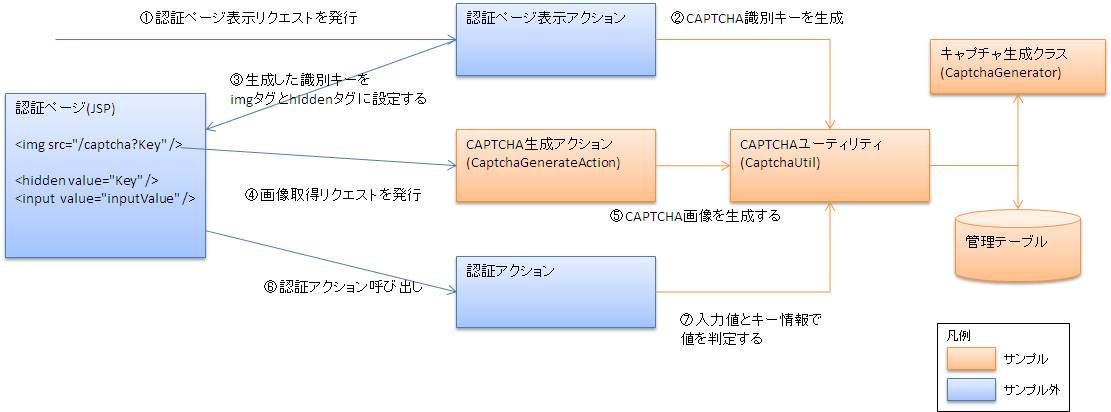 ①認証ページ表示リクエストを発行
認証ページ表示アクション
②CAPTCHA識別キーを生成
③生成した識別キーを
imgタグとhiddenタグに設定する
キャプチャ生成クラス
(CaptchaGenerator)
認証ページ(JSP)
<img src="/captcha?Key" />
<hidden value="Key" />
<input value="inputValue" />
CAPTCHA生成アクション
(CaptchaGenerateAction)
CAPTCHAユーティリティ
(CaptchaUtil)
④画像取得リクエストを発行
⑤CAPTCHA画像を生成する
管理テーブル
⑥認証アクション呼び出し
認証アクション
⑦入力値とキー情報で
値を判定する
凡例
サンプル
サンプル外